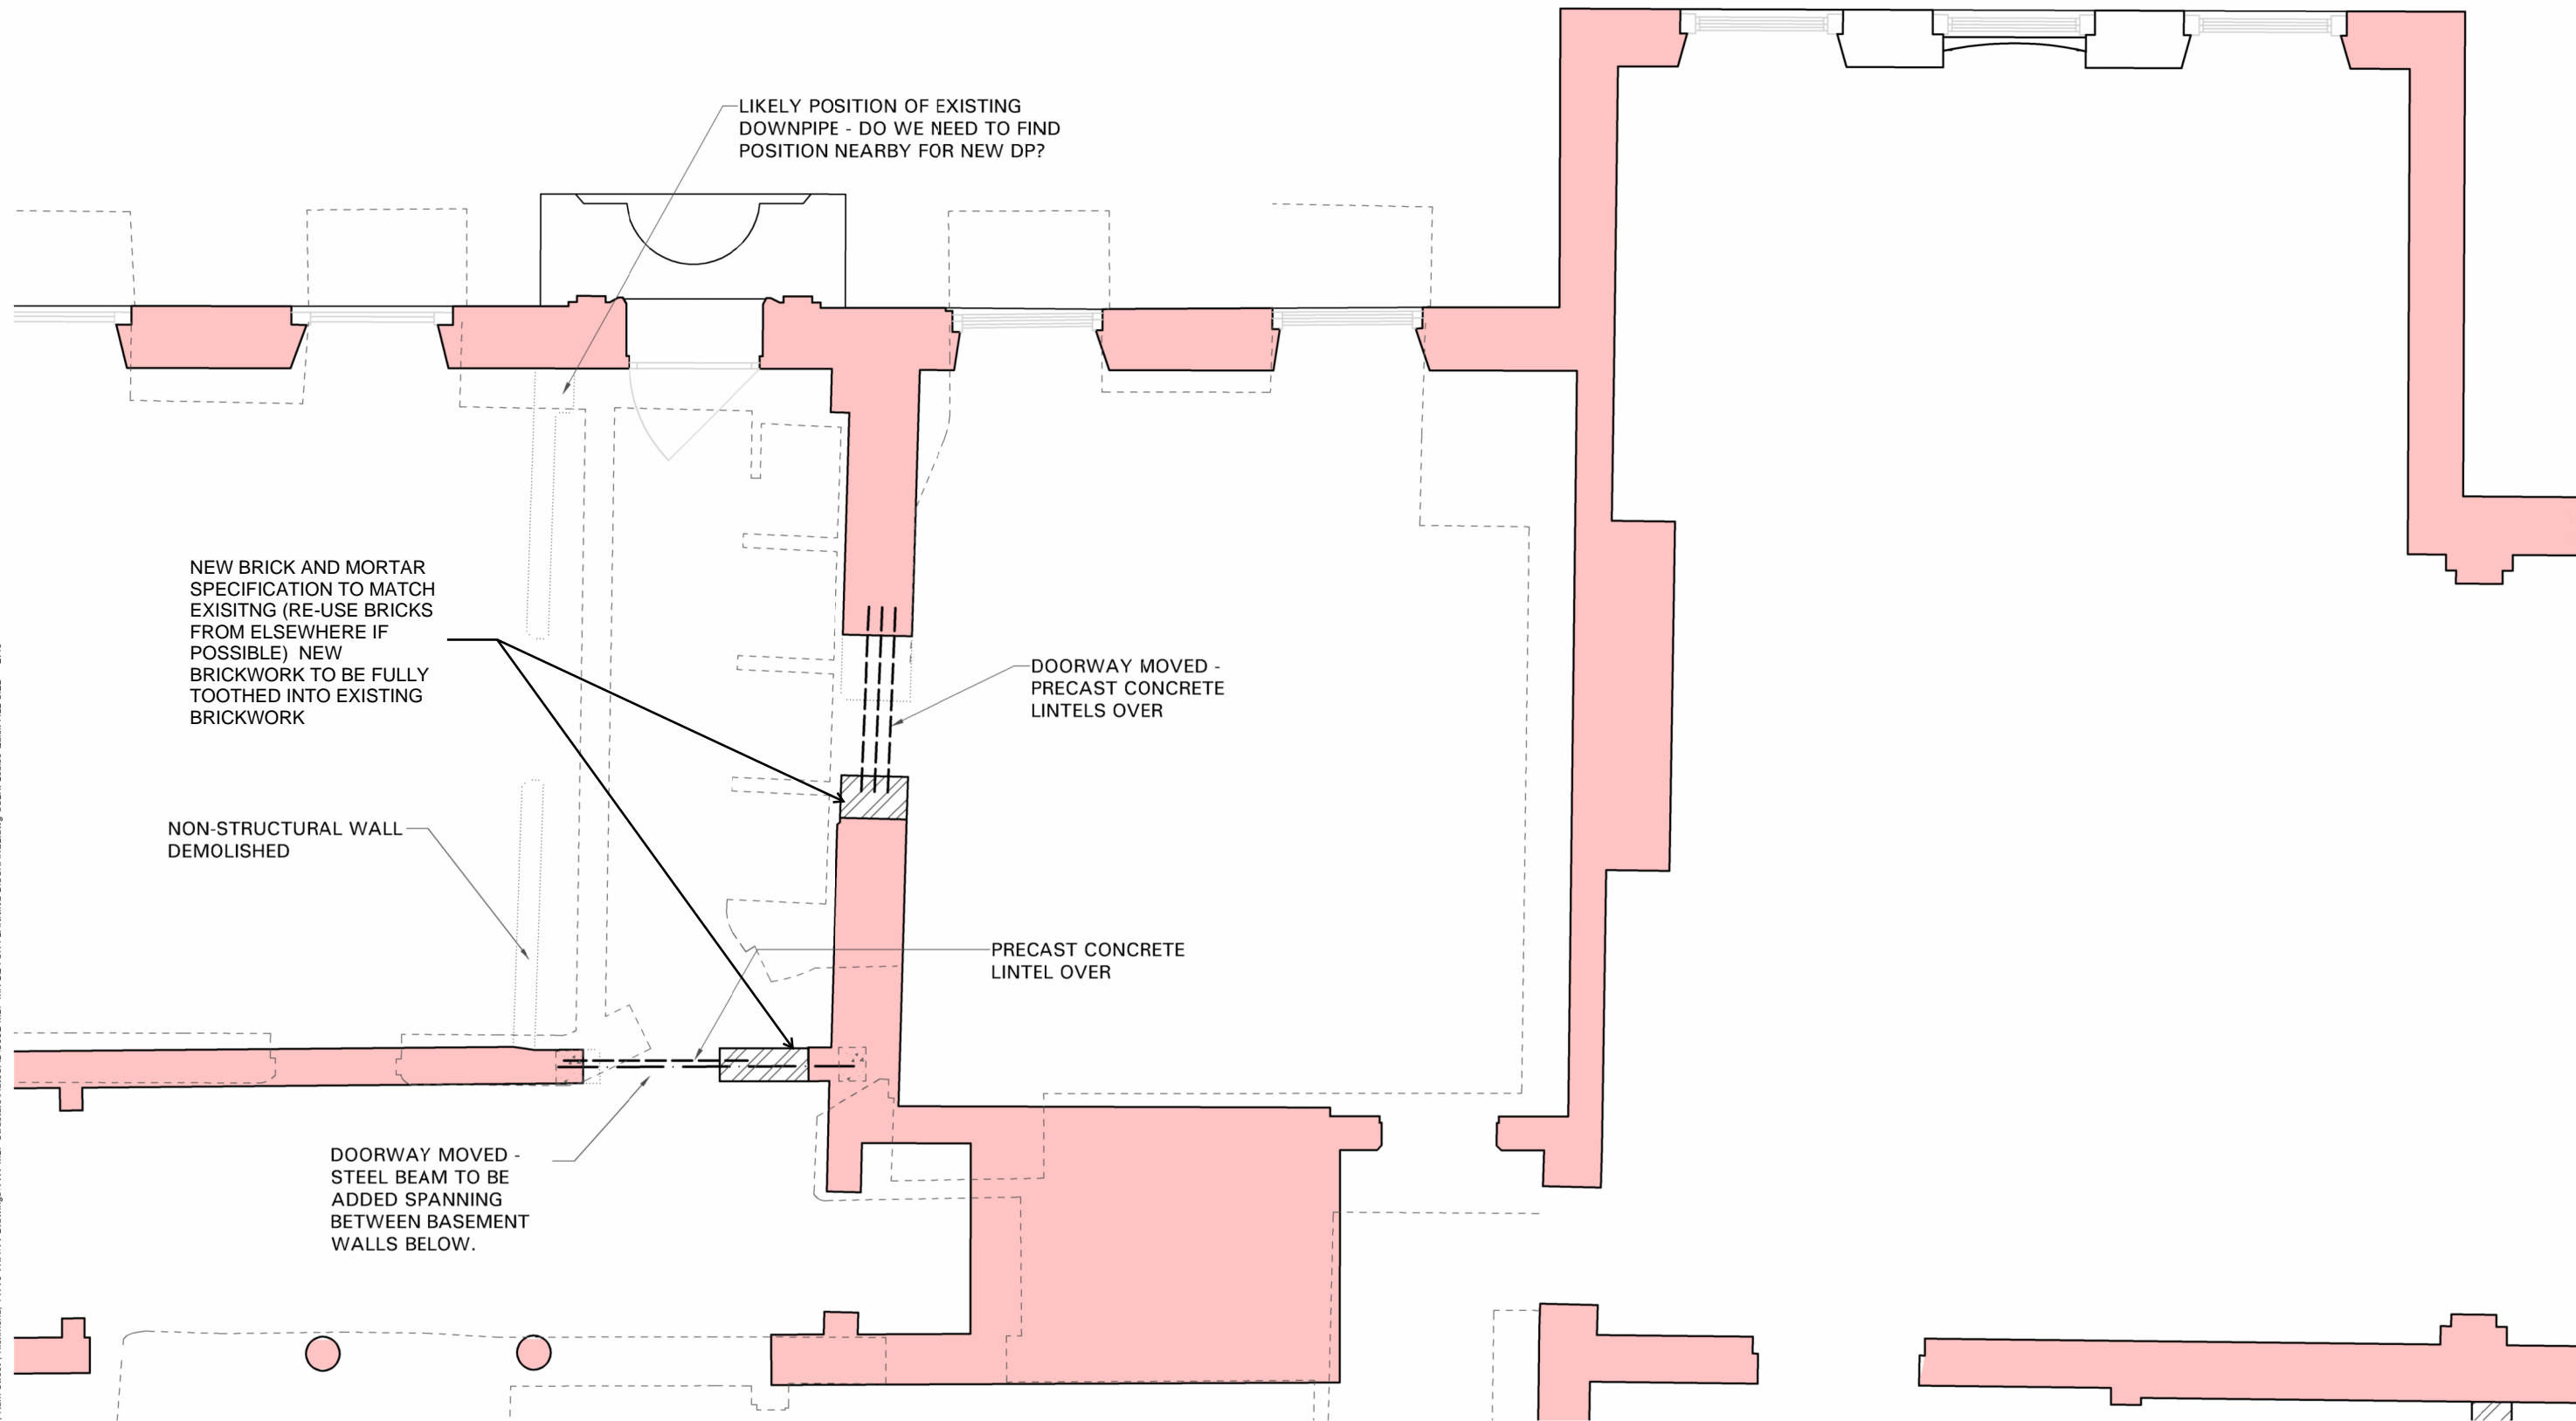 LIKELY POSITION OF EXISTING
DOWNPIPE - DO WE NEED TO FIND
POSITION NEARBY FOR NEW DP?
NEW BRICK AND MORTAR
SPECIFICATION TO MATCH
EXISITNG (RE-USE BRICKS
FROM ELSEWHERE IF
POSSIBLE) NEW
BRICKWORK TO BE FULLY
TOOTHED INTO EXISTING
BRICKWORK
DOORWAY MOVED -
PRECAST CONCRETE
LINTELS OVER
NON-STRUCTURAL WALL
DEMOLISHED
PRECAST CONCRETE
LINTEL OVER
DOORWAY MOVED -
STEEL BEAM TO BE
ADDED SPANNING
BETWEEN BASEMENT
WALLS BELOW.